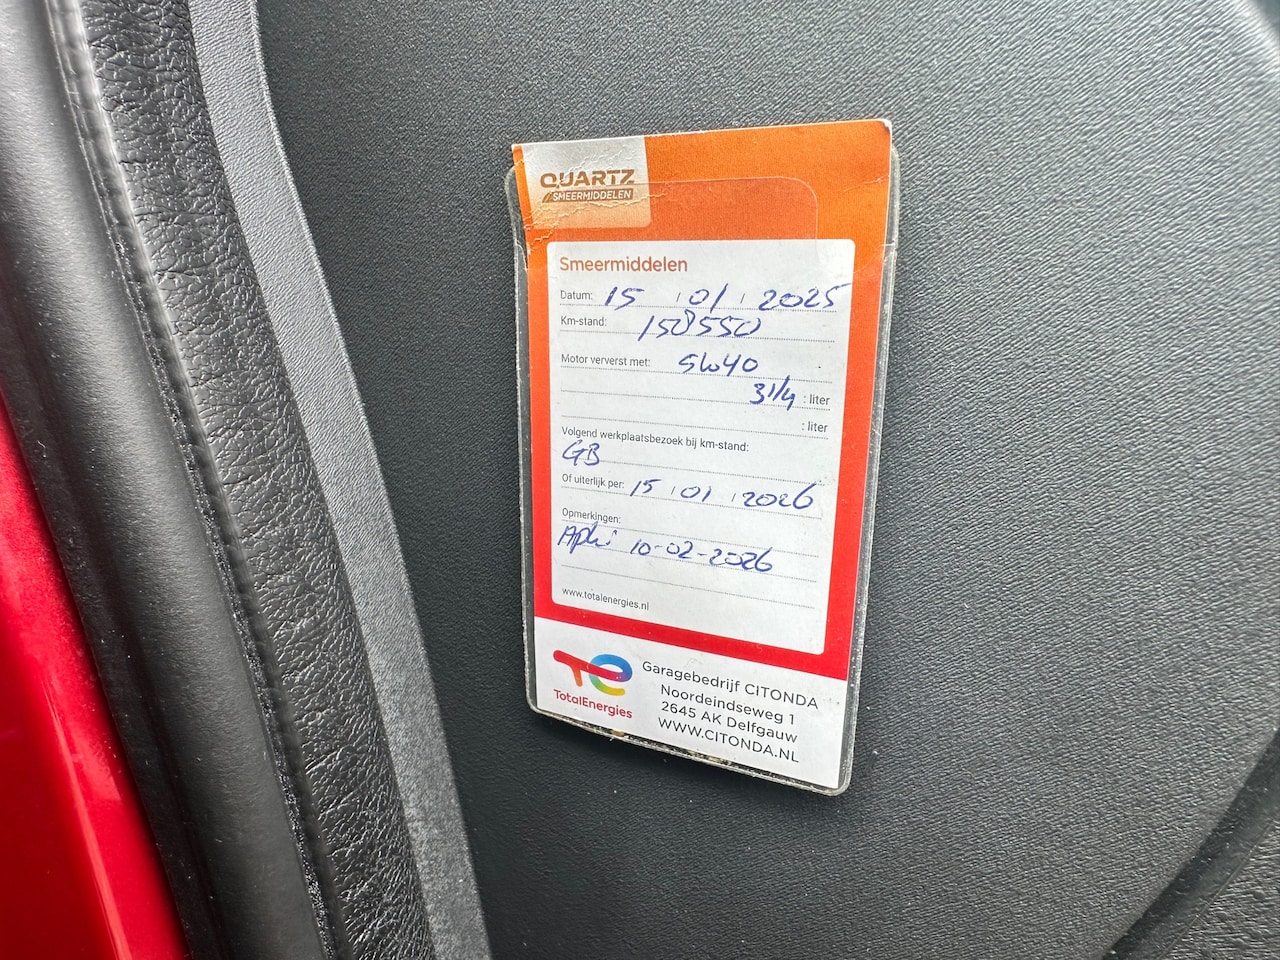 QUARTZ
SMEERMIDDELEN
Smeermiddelen
Datum: 15 / 01 / 2025
Km-stand: 158550
Motor ververst met: 5W40
3 1/4 : liter
: liter
Volgend werkplaatsbezoek bij km-stand:
GB
Of uiterlijk per: 15 / 01 / 2026
Opmerkingen:
Apk: 10-02-2026
www.totalenergies.nl
TotalEnergies
Garagebedrijf CITONDA
Noordeindseweg 1
2645 AK Delfgauw
WWW.CITONDA.NL